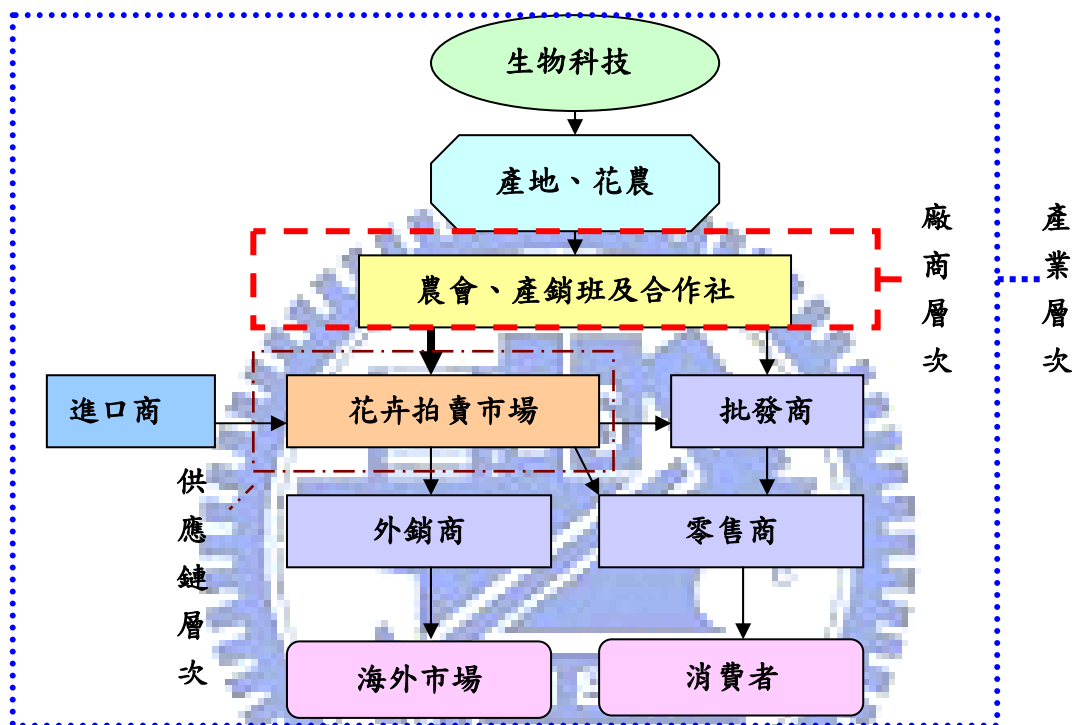 生物科技
產地、花農
農會、產銷班及合作社
廠商層次
產業層次
進口商
花卉拍賣市場
批發商
供應鏈層次
外銷商
零售商
海外市場
消費者